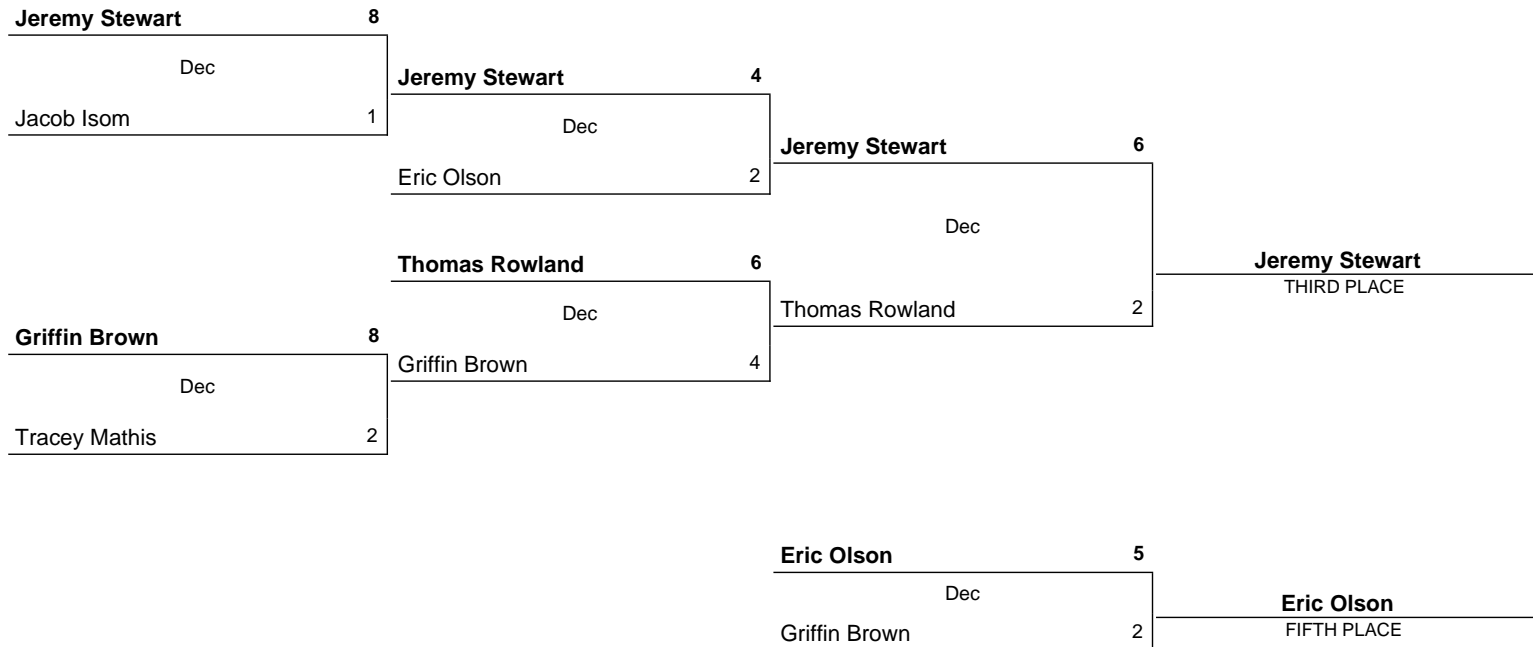 Jeremy Stewart 8
Dec
Jacob Isom 1
Jeremy Stewart 4
Dec
Eric Olson 2
Jeremy Stewart 6
Dec
Thomas Rowland 2
Thomas Rowland 6
Dec
Griffin Brown 4
Griffin Brown 8
Dec
Tracey Mathis 2
Jeremy Stewart
THIRD PLACE
Eric Olson 5
Dec
Griffin Brown 2
Eric Olson
FIFTH PLACE